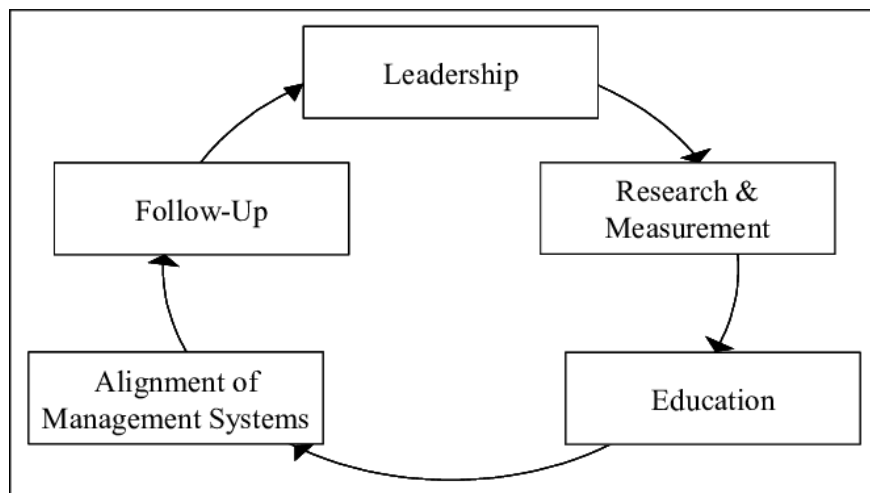 Leadership
Research &
Measurement
Education
Alignment of
Management Systems
Follow-Up